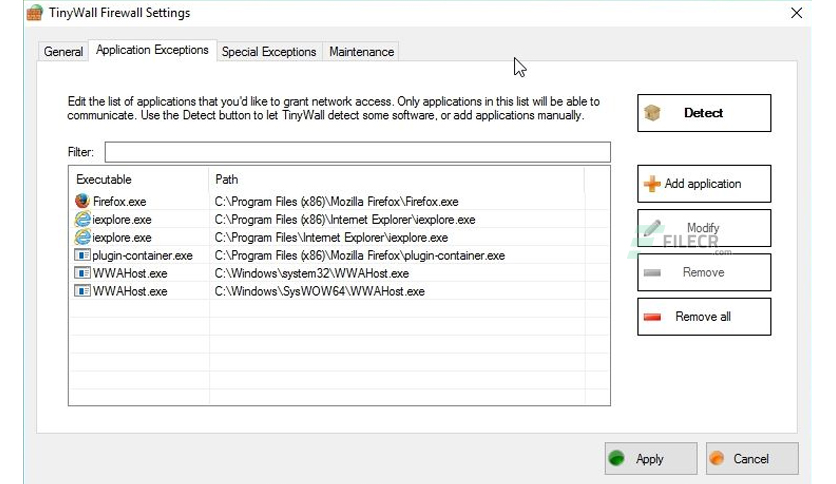 TinyWall Firewall Settings
General Application Exceptions Special Exceptions Maintenance
Edit the list of applications that you'd like to grant network access. Only applications in this list will be able to
communicate. Use the Detect button to let TinyWall detect some software, or add applications manually.
Detect
Filter:
Add application
Executable Path
Firefox.exe C:\Program Files (x86)\Mozilla Firefox\Firefox.exe
iexplore.exe C:\Program Files (x86)\Internet Explorer\iexplore.exe
iexplore.exe C:\Program Files\Internet Explorer\iexplore.exe
plugin-container.exe C:\Program Files (x86)\Mozilla Firefox\plugin-container.exe
WWAHost.exe C:\Windows\system32\WWAHost.exe
WWAHost.exe C:\Windows\SysWOW64\WWAHost.exe
Modify
FILECR
.com
Remove
Remove all
Apply Cancel